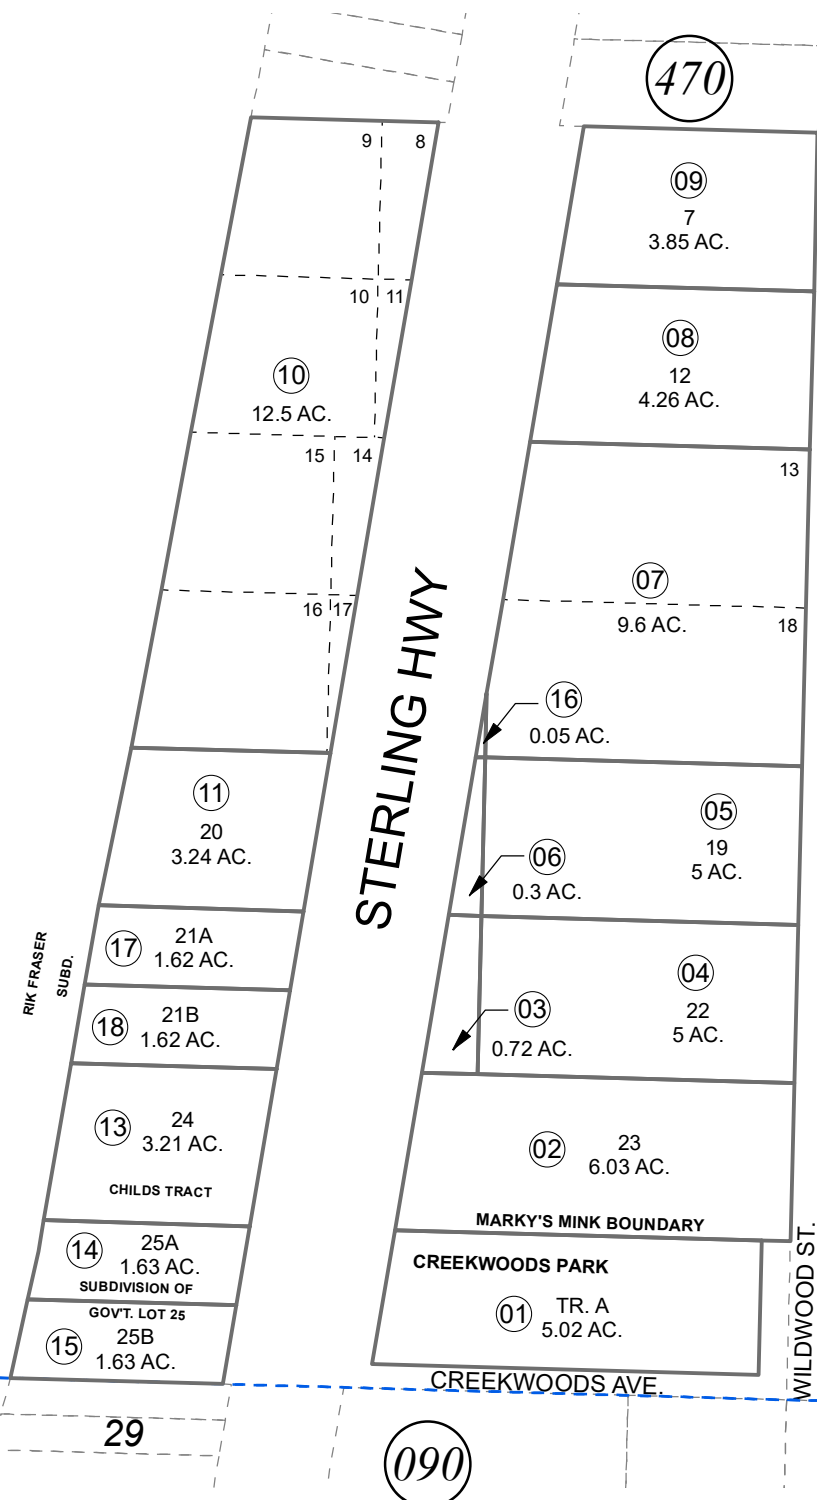 470
9 8
09
7
3.85 AC.
10 11
08
12
4.26 AC.
10
12.5 AC.
15 14
13
07
9.6 AC.
18
16 17
STERLING HWY
16
0.05 AC.
11
20
3.24 AC.
05
19
5 AC.
06
0.3 AC.
17
21A
1.62 AC.
RIK FRASER
SUBD.
04
22
5 AC.
18
21B
1.62 AC.
03
0.72 AC.
13
24
3.21 AC.
CHILDS TRACT
02
23
6.03 AC.
MARKY'S MINK BOUNDARY
14
25A
1.63 AC.
SUBDIVISION OF
GOV'T. LOT 25
15
25B
1.63 AC.
CREEKWOODS PARK
01
TR. A
5.02 AC.
WILDWOOD ST.
CREEKWOODS AVE.
29
090